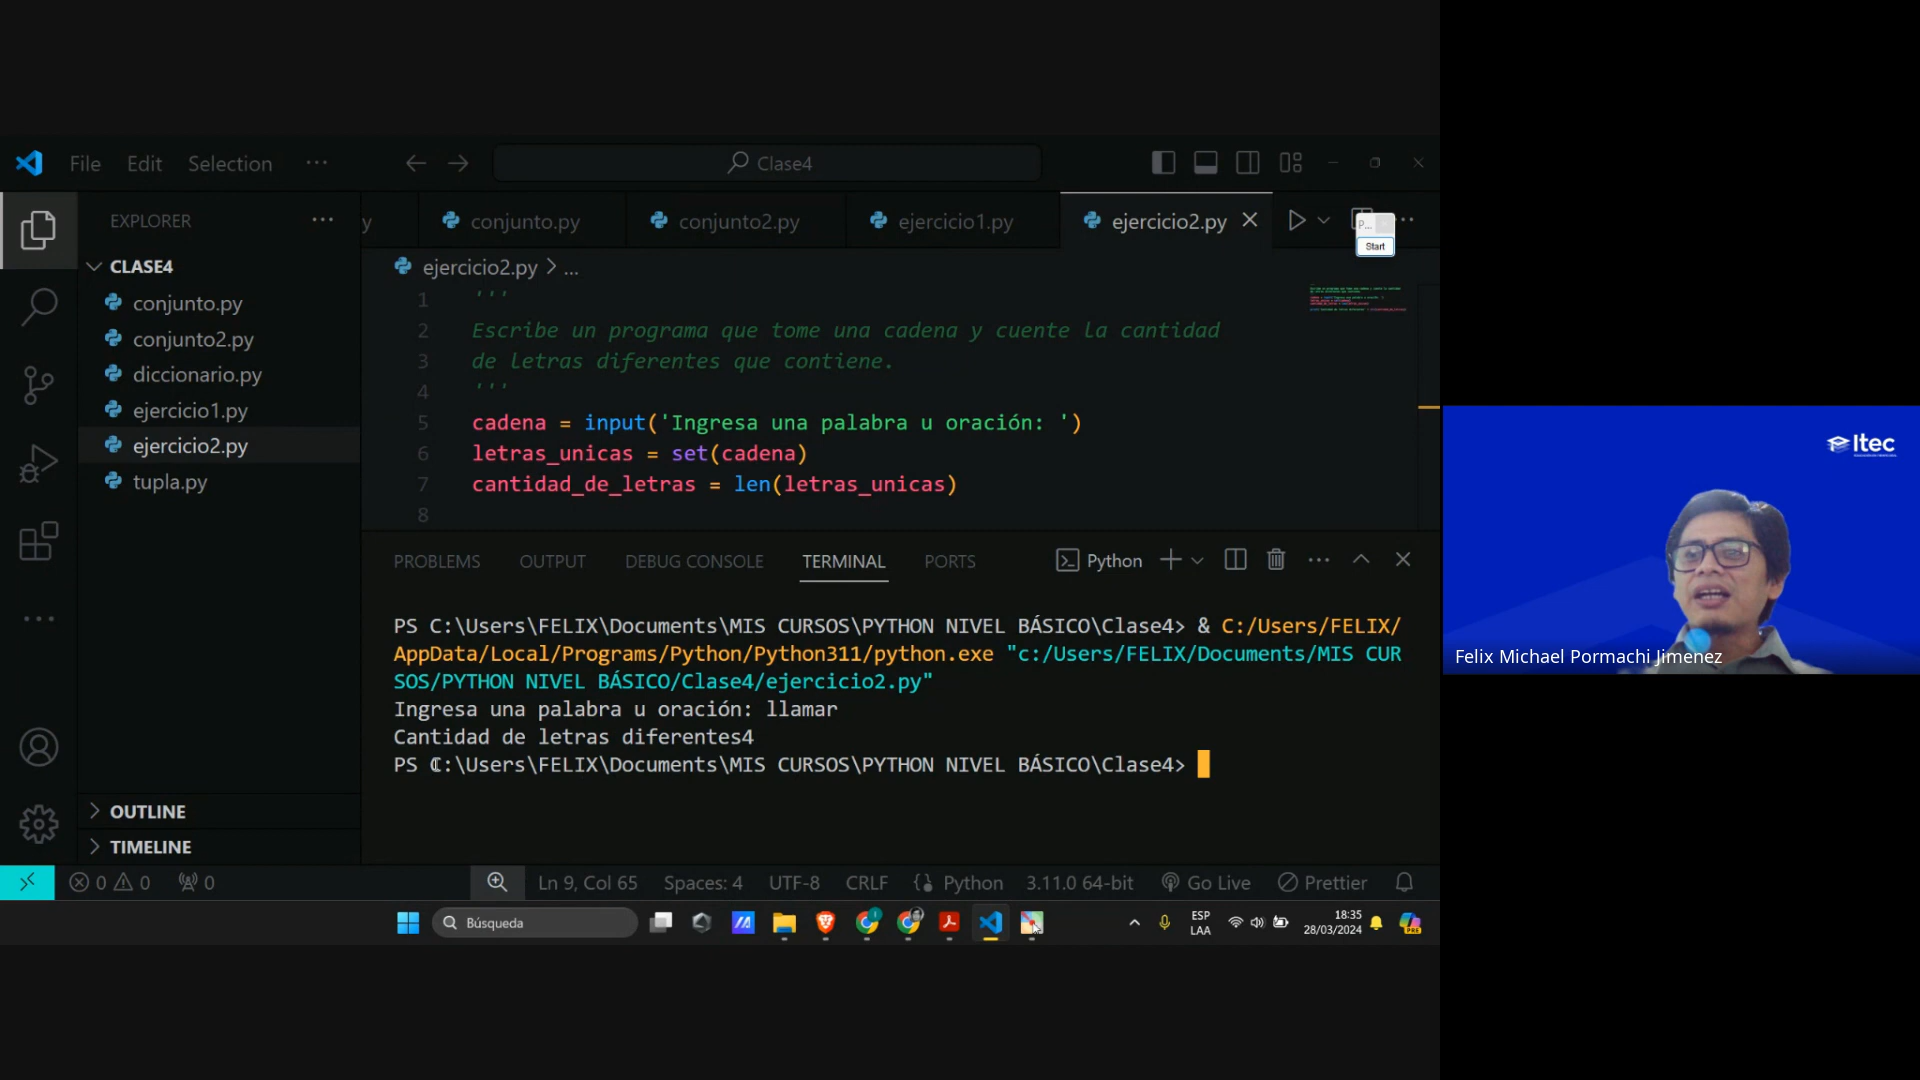 File Edit Selection ··· Clase4
EXPLORER ··· y conjunto.py conjunto2.py ejercicio1.py ejercicio2.py
P...
Start
CLASE4
conjunto.py
conjunto2.py
diccionario.py
ejercicio1.py
ejercicio2.py
tupla.py
OUTLINE
TIMELINE
ejercicio2.py > ...
1 '''
2 Escribe un programa que tome una cadena y cuente la cantidad
3 de letras diferentes que contiene.
4 '''
5 cadena = input('Ingresa una palabra u oración: ')
6 letras_unicas = set(cadena)
7 cantidad_de_letras = len(letras_unicas)
8
PROBLEMS OUTPUT DEBUG CONSOLE TERMINAL PORTS Python
PS C:\Users\FELIX\Documents\MIS CURSOS\PYTHON NIVEL BÁSICO\Clase4> & C:/Users/FELIX/
AppData/Local/Programs/Python/Python311/python.exe "c:/Users/FELIX/Documents/MIS CUR
SOS/PYTHON NIVEL BÁSICO/Clase4/ejercicio2.py"
Ingresa una palabra u oración: llamar
Cantidad de letras diferentes4
PS C:\Users\FELIX\Documents\MIS CURSOS\PYTHON NIVEL BÁSICO\Clase4>
0 0 0 Ln 9, Col 65 Spaces: 4 UTF-8 CRLF Python 3.11.0 64-bit Go Live Prettier
Búsqueda
ESP
LAA
18:35
28/03/2024
PRE
Itec
Felix Michael Pormachi Jimenez